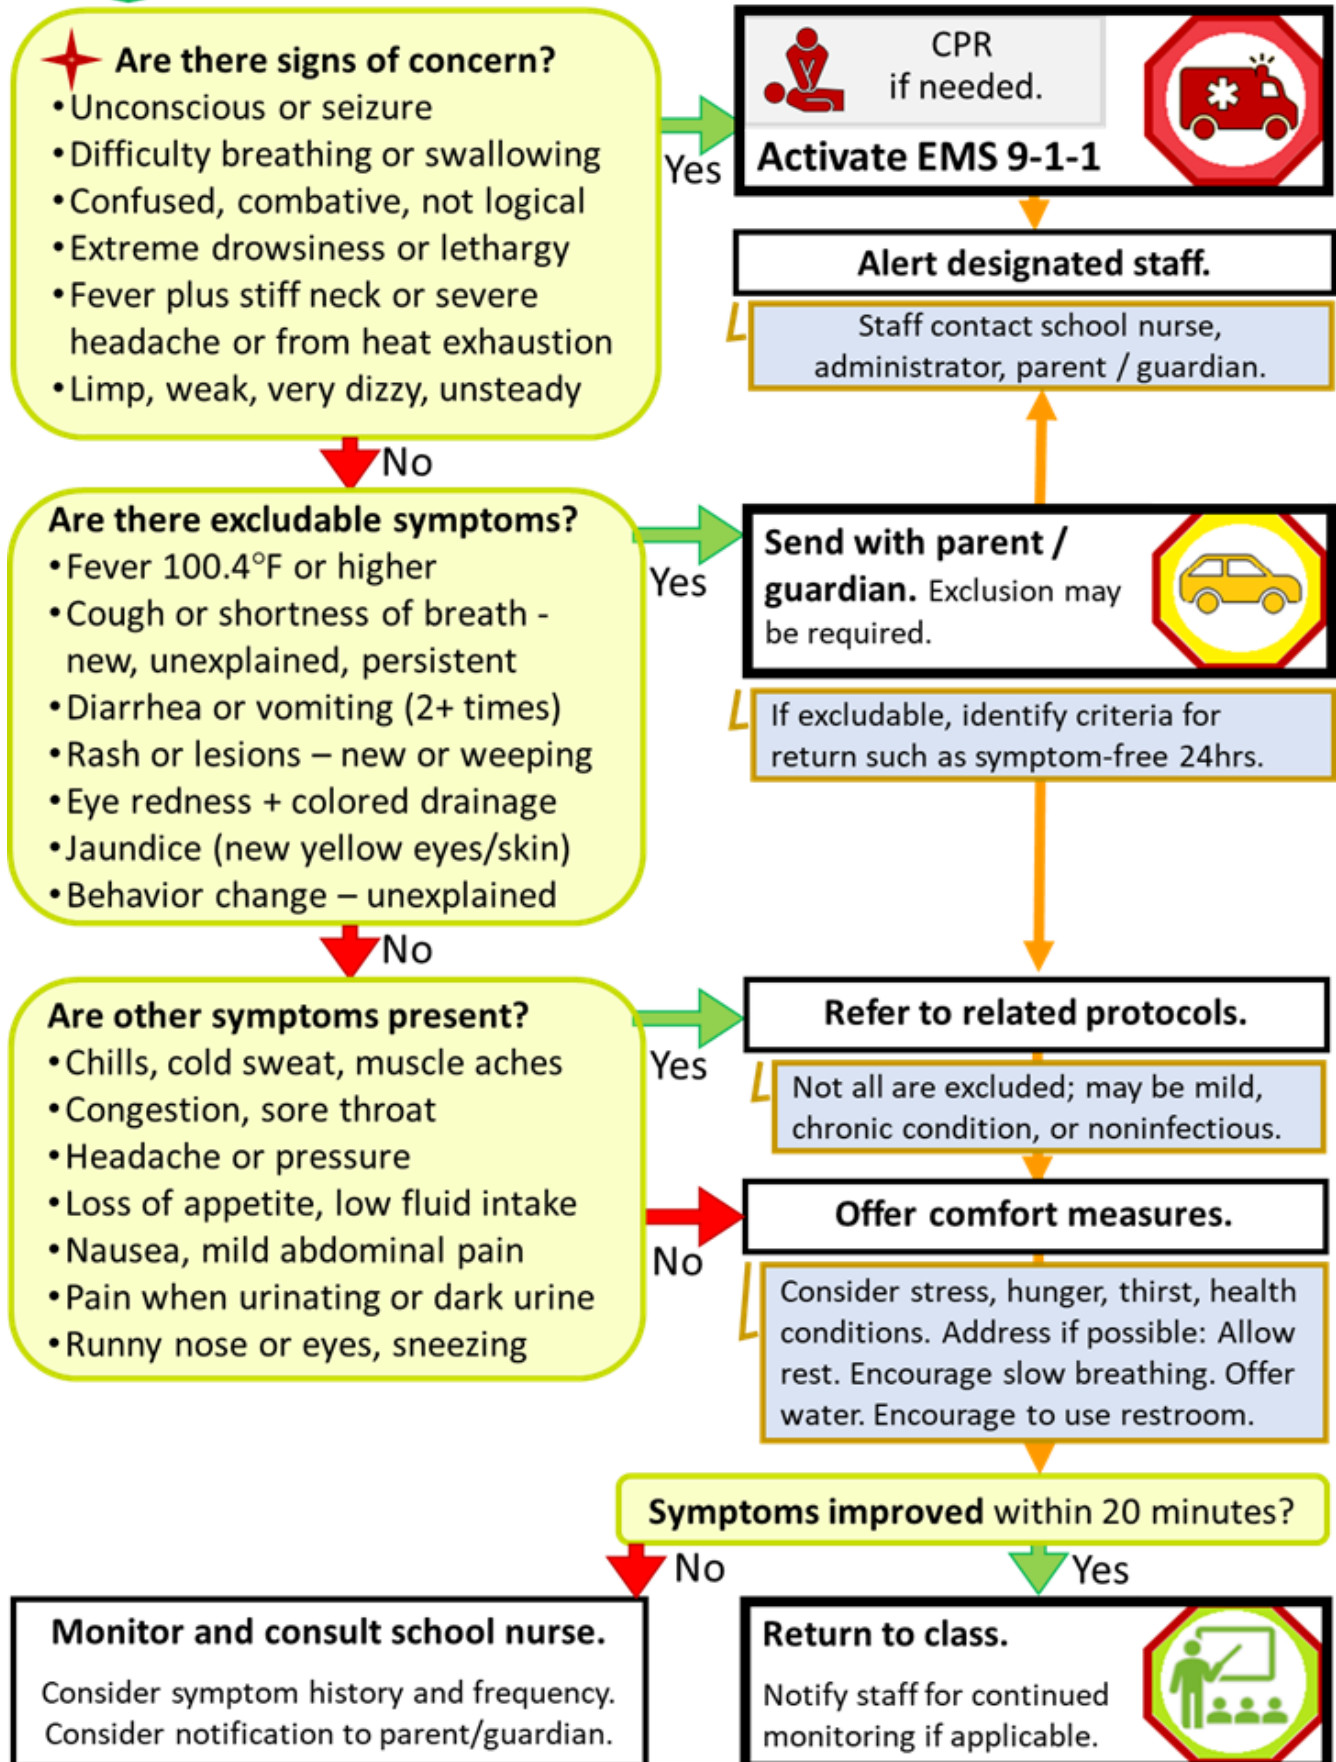 Are there signs of concern?
•Unconscious or seizure
•Difficulty breathing or swallowing
•Confused, combative, not logical
•Extreme drowsiness or lethargy
•Fever plus stiff neck or severe
headache or from heat exhaustion
•Limp, weak, very dizzy, unsteady
Yes
CPR
if needed.
Activate EMS 9-1-1
Alert designated staff.
Staff contact school nurse,
administrator, parent / guardian.
No
Are there excludable symptoms?
•Fever 100.4°F or higher
•Cough or shortness of breath -
new, unexplained, persistent
•Diarrhea or vomiting (2+ times)
•Rash or lesions – new or weeping
•Eye redness + colored drainage
•Jaundice (new yellow eyes/skin)
•Behavior change – unexplained
Yes
Send with parent /
guardian. Exclusion may
be required.
If excludable, identify criteria for
return such as symptom-free 24hrs.
No
Are other symptoms present?
•Chills, cold sweat, muscle aches
•Congestion, sore throat
•Headache or pressure
•Loss of appetite, low fluid intake
•Nausea, mild abdominal pain
•Pain when urinating or dark urine
•Runny nose or eyes, sneezing
Yes
Refer to related protocols.
Not all are excluded; may be mild,
chronic condition, or noninfectious.
No
Offer comfort measures.
Consider stress, hunger, thirst, health
conditions. Address if possible: Allow
rest. Encourage slow breathing. Offer
water. Encourage to use restroom.
Symptoms improved within 20 minutes?
No
Yes
Monitor and consult school nurse.
Consider symptom history and frequency.
Consider notification to parent/guardian.
Return to class.
Notify staff for continued
monitoring if applicable.